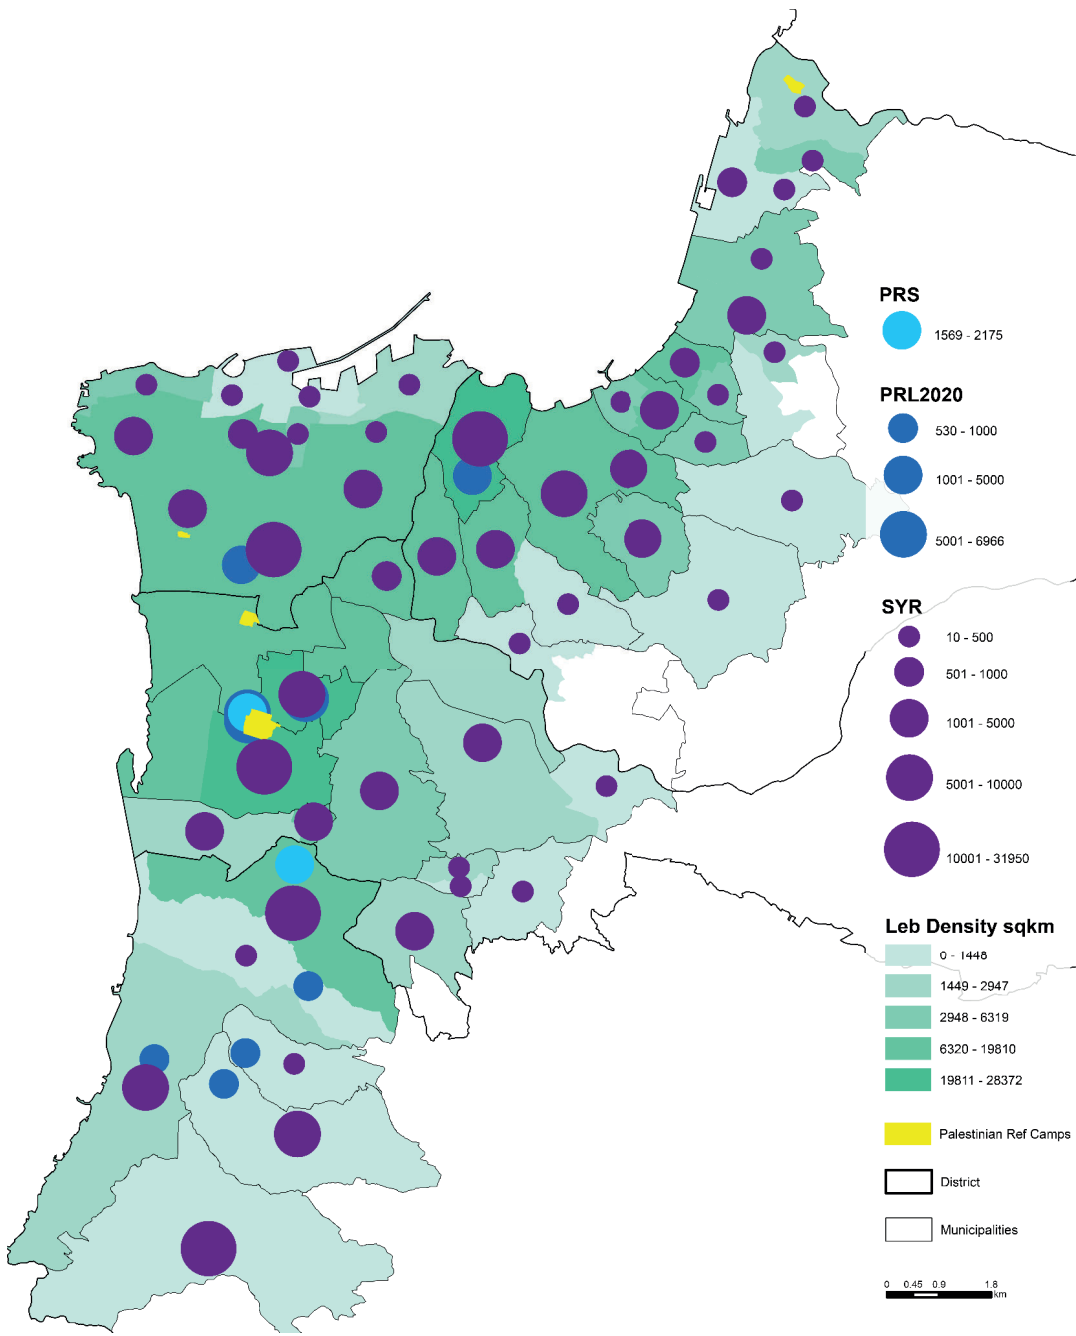 PRS
1569 - 2175
PRL2020
530 - 1000
1001 - 5000
5001 - 6966
SYR
10 - 500
501 - 1000
1001 - 5000
5001 - 10000
10001 - 31950
Leb Density sqkm
0 - 1448
1449 - 2947
2948 - 6319
6320 - 19810
19811 - 28372
Palestinian Ref Camps
District
Municipalities
0 0.45 0.9 1.8
km